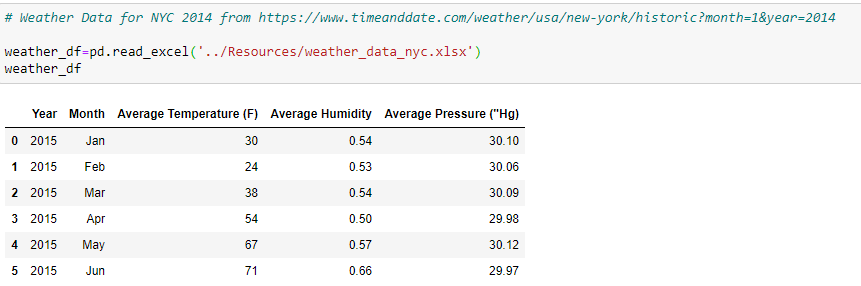 # Weather Data for NYC 2014 from https://www.timeanddate.com/weather/usa/new-york/historic?month=1&year=2014
weather_df=pd.read_excel('../Resources/weather_data_nyc.xlsx')
weather_df
Year Month Average Temperature (F) Average Humidity Average Pressure ("Hg)
0 2015 Jan 30 0.54 30.10
1 2015 Feb 24 0.53 30.06
2 2015 Mar 38 0.54 30.09
3 2015 Apr 54 0.50 29.98
4 2015 May 67 0.57 30.12
5 2015 Jun 71 0.66 29.97